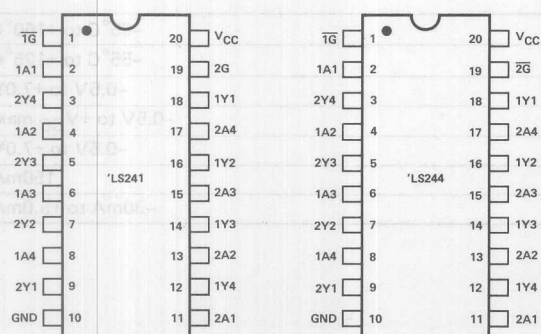 1G 1 20 VCC
1A1 2 19 2G
2Y4 3 18 1Y1
1A2 4 17 2A4
2Y3 5 16 1Y2
'LS241
1A3 6 15 2A3
2Y2 7 14 1Y3
1A4 8 13 2A2
2Y1 9 12 1Y4
GND 10 11 2A1
1G 1 20 VCC
1A1 2 19 2G
2Y4 3 18 1Y1
1A2 4 17 2A4
2Y3 5 16 1Y2
'LS244
1A3 6 15 2A3
2Y2 7 14 1Y3
1A4 8 13 2A2
2Y1 9 12 1Y4
GND 10 11 2A1